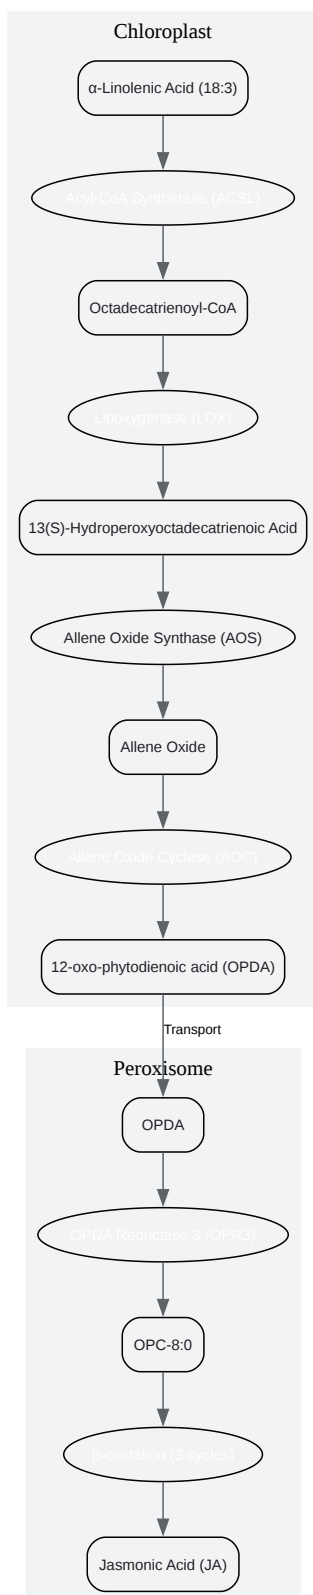 Chloroplast
α-Linolenic Acid (18:3)
Acyl-CoA Synthetase (ACSL)
Octadecatrienoyl-CoA
Lipoxygenase (LOX)
13(S)-Hydroperoxyoctadecatrienoic Acid
Allene Oxide Synthase (AOS)
Allene Oxide
Allene Oxide Cyclase (AOC)
12-oxo-phytodienoic acid (OPDA)
Transport
Peroxisome
OPDA
OPDA Reductase 3 (OPR3)
OPC-8:0
β-oxidation (3 cycles)
Jasmonic Acid (JA)